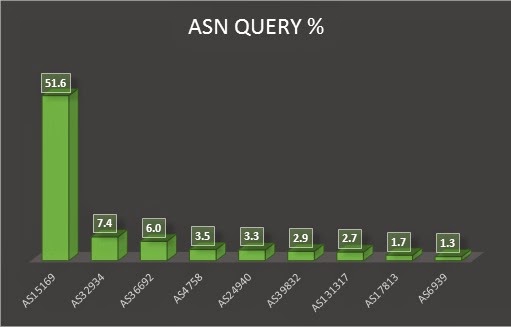 ASN QUERY %
51.6
7.4
6.0
3.5
3.3
2.9
2.7
1.7
1.3
AS15169
AS32934
AS36692
AS4758
AS24940
AS39832
AS131317
AS17813
AS6939